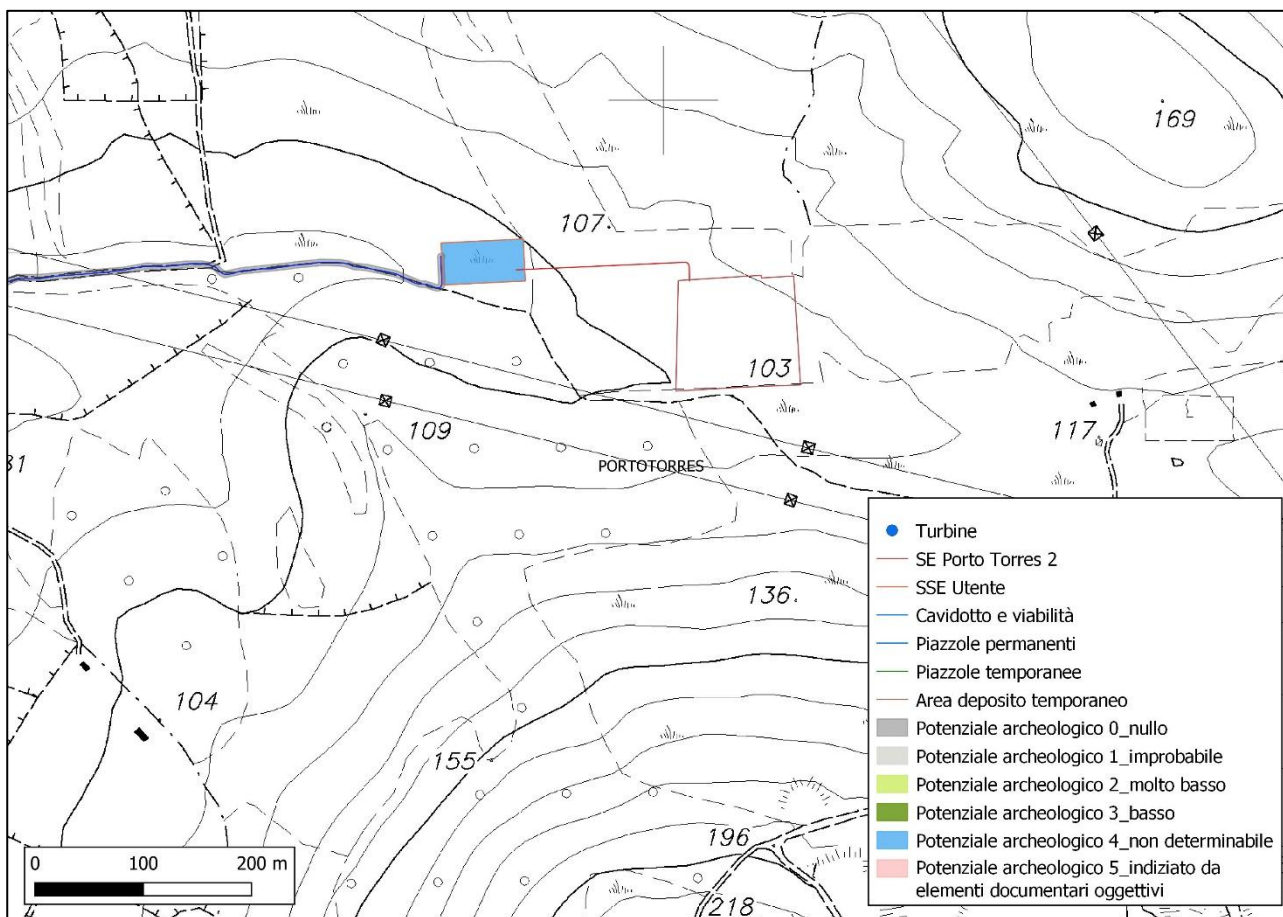 169
107
103
109
PORTOTORRES
117
136
104
155
196
218
Turbine
SE Porto Torres 2
SSE Utente
Cavidotto e viabilità
Piazzole permanenti
Piazzole temporanee
Area deposito temporaneo
Potenziale archeologico 0_nullo
Potenziale archeologico 1_improbabile
Potenziale archeologico 2_molto basso
Potenziale archeologico 3_basso
Potenziale archeologico 4_non determinabile
Potenziale archeologico 5_indiziato da
elementi documentari oggettivi
0 100 200 m